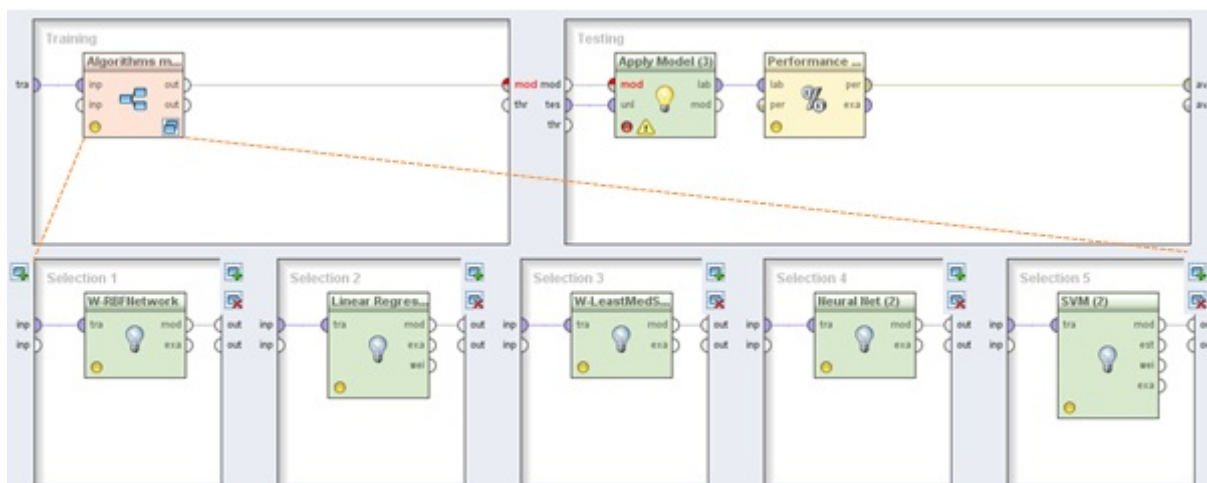 Training
Testing
Algorithms m...
Apply Model (3)
Performance ...
tra
inp
out
mod
mod
mod
lab
lab
per
av
inp
out
thr
tes
unl
mod
per
exa
av
thr
Selection 1
Selection 2
Selection 3
Selection 4
Selection 5
W-RBFNetwork
Linear Regres...
W-LeastMedS...
Neural Net (2)
SVM (2)
inp
tra
mod
out
inp
tra
mod
out
inp
tra
mod
out
inp
tra
mod
out
inp
tra
mod
inp
exa
out
inp
exa
out
inp
exa
out
inp
exa
out
inp
est
wei
wei
exa